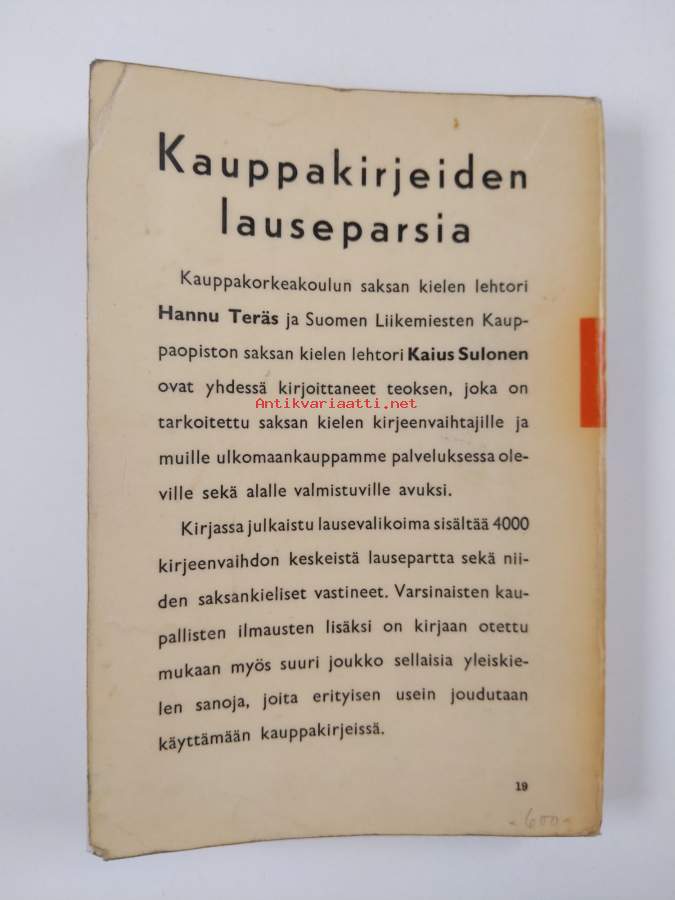 Kauppakirjeiden
lauseparsia
Kauppakorkeakoulun saksan kielen lehtori
Hannu Teräs ja Suomen Liikemiesten Kaup-
paopiston saksan kielen lehtori Kaius Sulonen
ovat yhdessä kirjoittaneet teoksen, joka on
Antikvariaatti.net
tarkoitettu saksan kielen kirjeenvaihtajille ja
muille ulkomaankauppamme palveluksessa ole-
ville sekä alalle valmistuville avuksi.
Kirjassa julkaistu lausevalikoima sisältää 4000
kirjeenvaihdon keskeistä lausepartta sekä nii-
den saksankieliset vastineet. Varsinaisten kau-
pallisten ilmausten lisäksi on kirjaan otettu
mukaan myös suuri joukko sellaisia yleiskie-
len sanoja, joita erityisen usein joudutaan
käyttämään kauppakirjeissä.
19
-600-